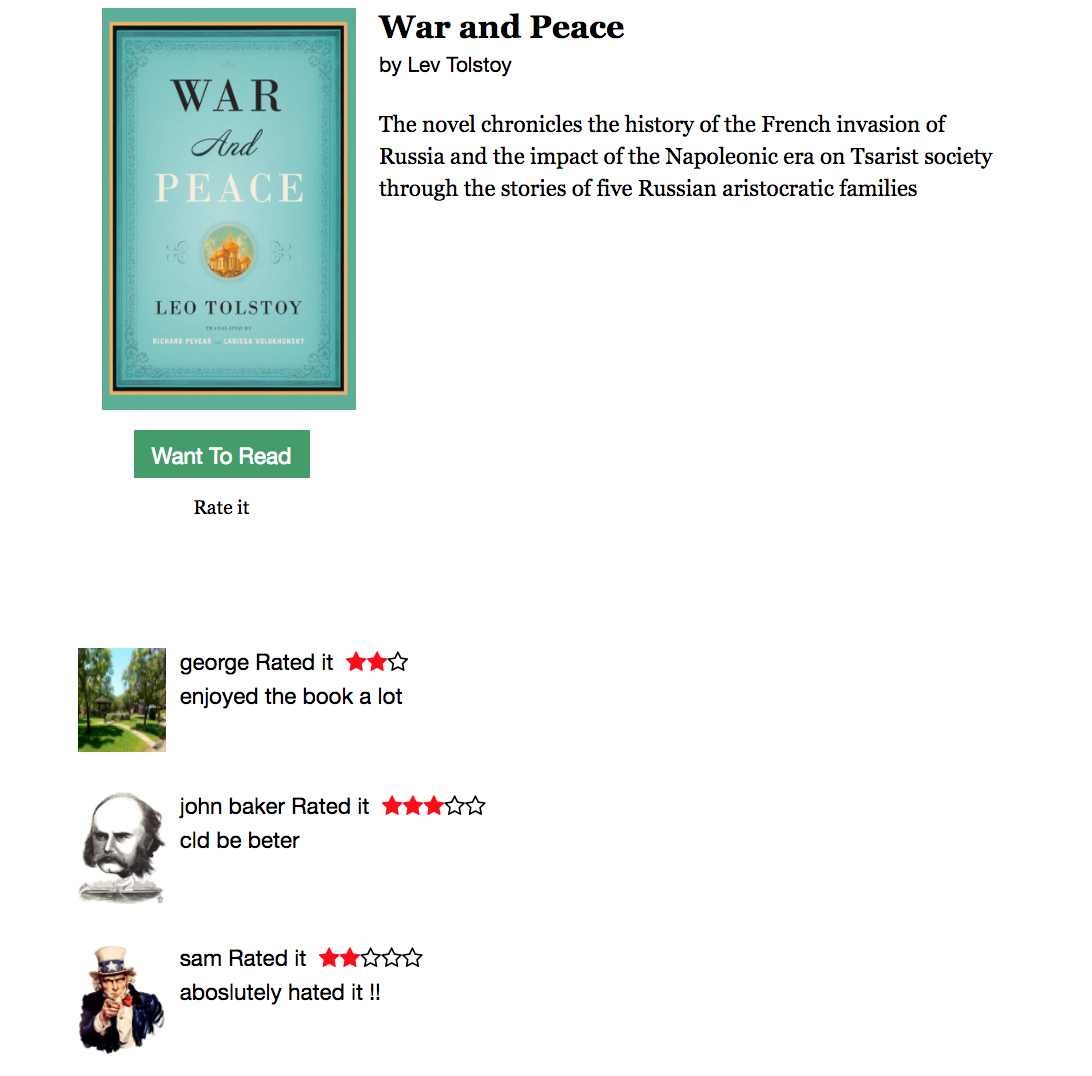 WAR
And
PEACE
LEO TOLSTOY
TRANSLATED BY
RICHARD PEVEAR — LARISSA VOLOKHONSKY
War and Peace
by Lev Tolstoy
The novel chronicles the history of the French invasion of
Russia and the impact of the Napoleonic era on Tsarist society
through the stories of five Russian aristocratic families
Want To Read
Rate it
george Rated it
enjoyed the book a lot
john baker Rated it
cld be beter
sam Rated it
aboslutely hated it !!